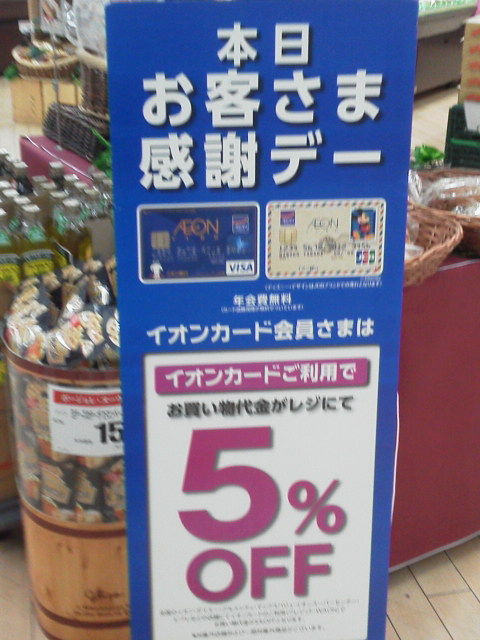 本日
お客さま
感謝デー
AEON
VISA
AEON
JCB
年会費無料
イオンカード会員さまは
イオンカードご利用で
お買い物代金がレジにて
5%
OFF
15